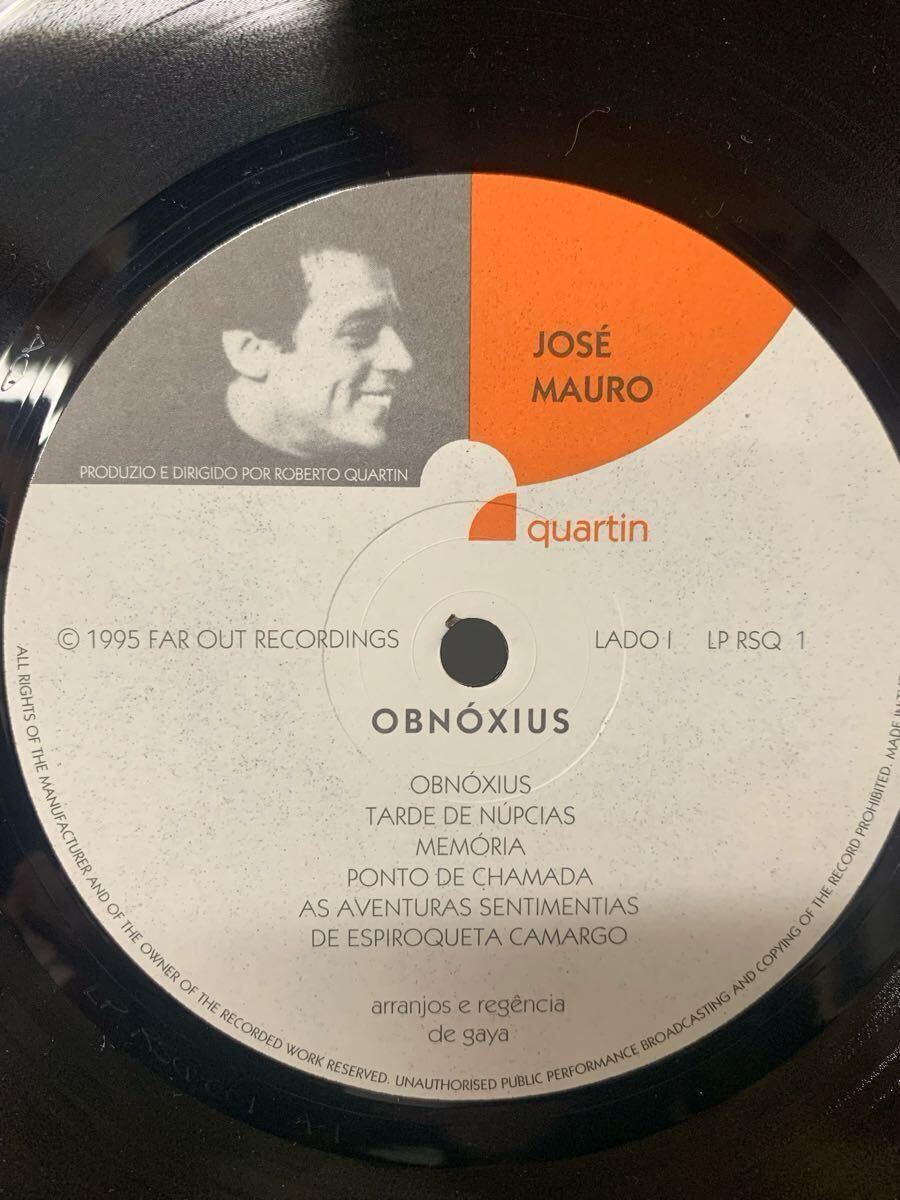 JOSÉ
MAURO
PRODUZIO E DIRIGIDO POR ROBERTO QUARTIN
quartin
© 1995 FAR OUT RECORDINGS
LADO I LP RSQ 1
OBNÓXIUS
OBNÓXIUS
TARDE DE NÚPCIAS
MEMÓRIA
PONTO DE CHAMADA
AS AVENTURAS SENTIMENTIAS
DE ESPIROQUETA CAMARGO
arranjos e regência
de gaya
ALL RIGHTS OF THE MANUFACTURER AND OF THE OWNER OF THE RECORDED WORK RESERVED. UNAUTHORISED PUBLIC PERFORMANCE BROADCASTING AND COPYING OF THE RECORD PROHIBITED. MADE IN